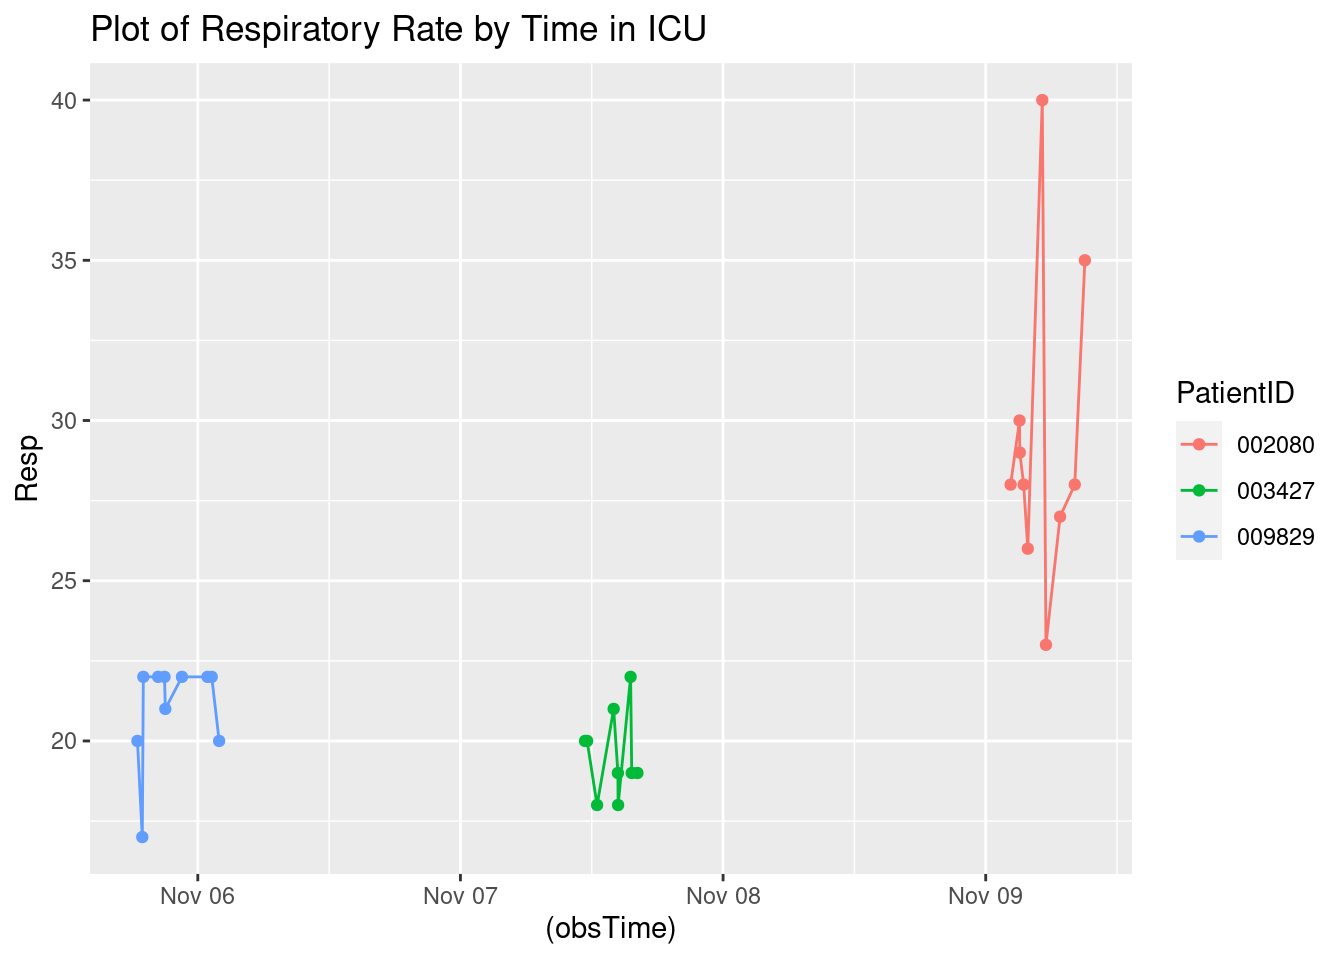 Plot of Respiratory Rate by Time in ICU
40
35
30
25
20
Resp
Nov 06
Nov 07
Nov 08
Nov 09
(obsTime)
PatientID
002080
003427
009829